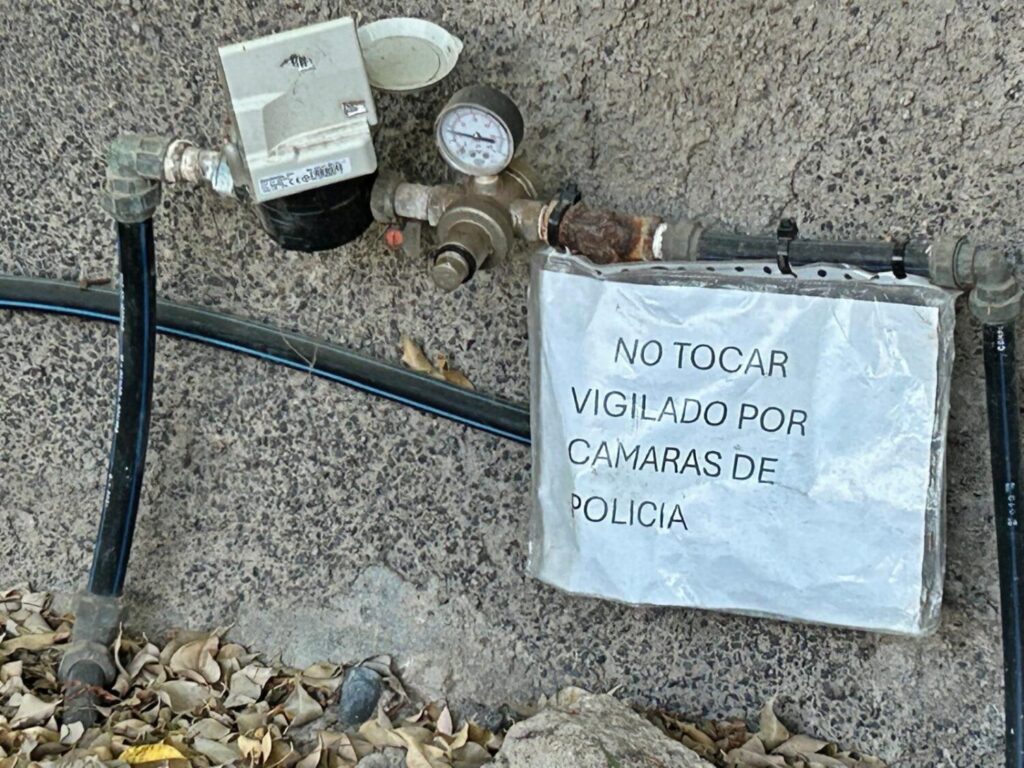 NO TOCAR
VIGILADO POR
CAMARAS DE
POLICIA